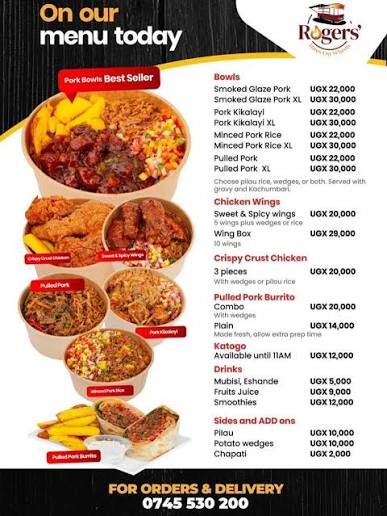 On our
menu today
Rogers'
Pork Bowls Best Seller
Crispy Crust Chicken
Sweet & Spicy Wings
Pulled Pork
Pork Kikalayi
Minced Pork Rice
Pulled Pork Burrito
Bowls
Smoked Glaze Pork UGX 22,000
Smoked Glaze Pork XL UGX 30,000
Pork Kikalayi UGX 22,000
Pork Kikalayi XL UGX 30,000
Minced Pork Rice UGX 22,000
Minced Pork Rice XL UGX 30,000
Pulled Pork UGX 22,000
Pulled Pork XL UGX 30,000
Choose pilau rice, wedges, or both. Served with
gravy and Kachumbari.
Chicken Wings
Sweet & Spicy wings UGX 20,000
5 wings plus wedges or rice
Wing Box UGX 29,000
10 wings
Crispy Crust Chicken
3 pieces UGX 20,000
With wedges or pilau rice
Pulled Pork Burrito
Combo UGX 20,000
With wedges
Plain UGX 14,000
Made fresh, allow extra prep time
Katogo
Available until 11AM UGX 12,000
Drinks
Mubisi, Eshande UGX 5,000
Fruits Juice UGX 9,000
Smoothies UGX 12,000
Sides and ADD ons
Pilau UGX 10,000
Potato wedges UGX 10,000
Chapati UGX 2,000
FOR ORDERS & DELIVERY
0745 530 200